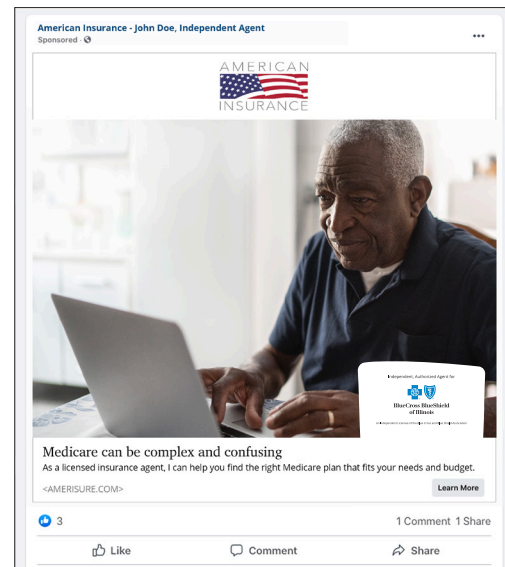 American Insurance - John Doe, Independent Agent
Sponsored ·
AMERICAN
INSURANCE
Independent, Authorized Agent for
BlueCross BlueShield
of Illinois
Medicare can be complex and confusing
As a licensed insurance agent, I can help you find the right Medicare plan that fits your needs and budget.
<AMERISURE.COM>
Learn More
3
1 Comment 1 Share
Like
Comment
Share